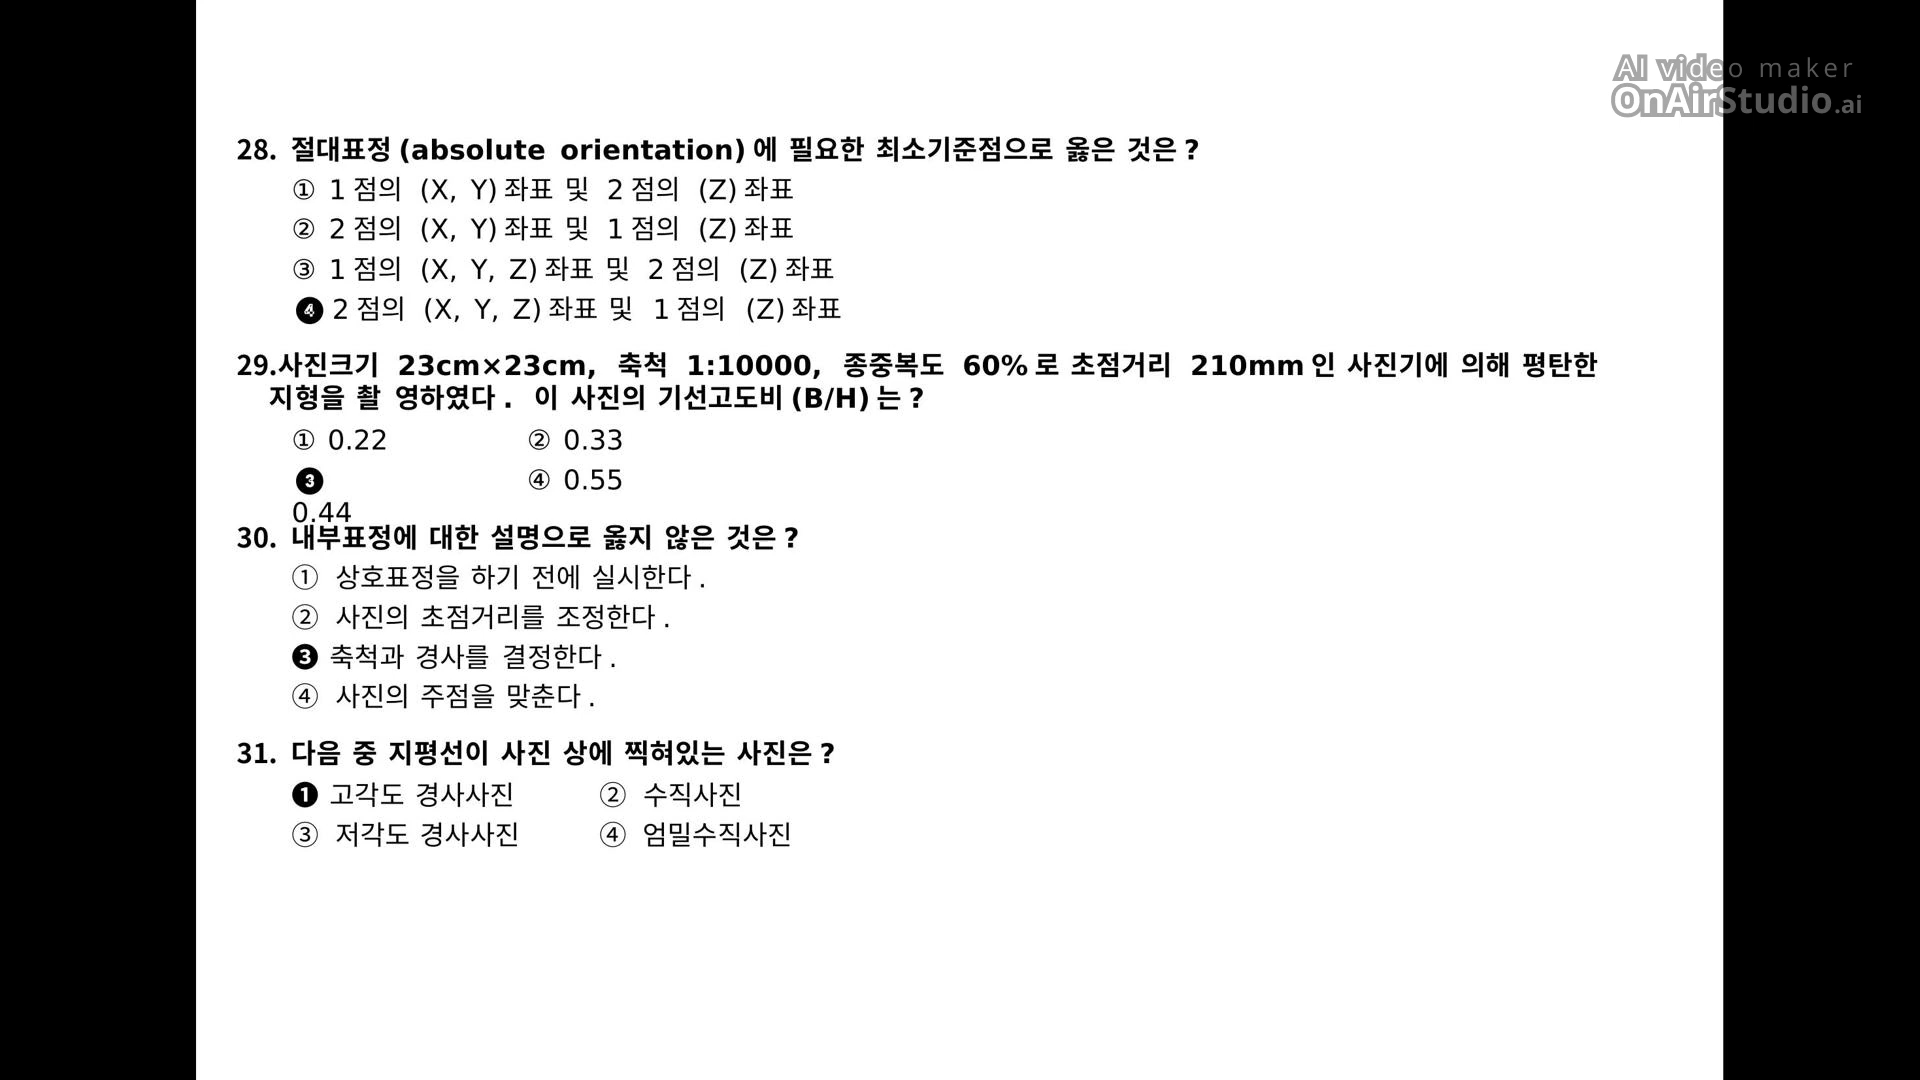 AI video maker
OnAirStudio.ai
28. 절대표정(absolute orientation)에 필요한 최소기준점으로 옳은 것은?
① 1점의 (X, Y)좌표 및 2점의 (Z)좌표
② 2점의 (X, Y)좌표 및 1점의 (Z)좌표
③ 1점의 (X, Y, Z)좌표 및 2점의 (Z)좌표
❹ 2점의 (X, Y, Z)좌표 및 1점의 (Z)좌표
29.사진크기 23cm×23cm, 축척 1:10000, 종중복도 60%로 초점거리 210mm인 사진기에 의해 평탄한
지형을 촬 영하였다. 이 사진의 기선고도비(B/H)는?
① 0.22 ② 0.33
❸ ④ 0.55
0.44
30. 내부표정에 대한 설명으로 옳지 않은 것은?
① 상호표정을 하기 전에 실시한다.
② 사진의 초점거리를 조정한다.
❸ 축척과 경사를 결정한다.
④ 사진의 주점을 맞춘다.
31. 다음 중 지평선이 사진 상에 찍혀있는 사진은?
❶ 고각도 경사사진 ② 수직사진
③ 저각도 경사사진 ④ 엄밀수직사진